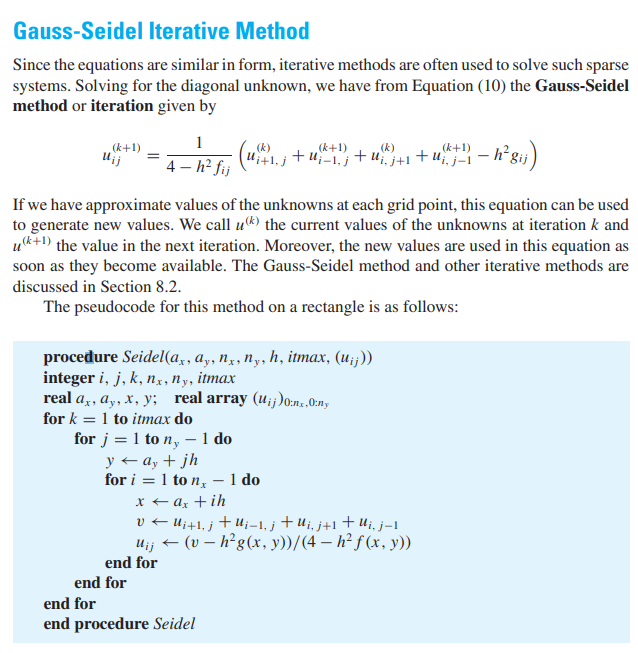 Gauss-Seidel Iterative Method
Since the equations are similar in form, iterative methods are often used to solve such sparse
systems. Solving for the diagonal unknown, we have from Equation (10) the Gauss-Seidel
method or iteration given by
u_{ij}^{(k+1)} = \frac{1}{4 − h² f_{ij}} ( u_{i+1, j}^{(k)} + u_{i−1, j}^{(k+1)} + u_{i, j+1}^{(k)} + u_{i, j−1}^{(k+1)} − h² g_{ij} )
If we have approximate values of the unknowns at each grid point, this equation can be used
to generate new values. We call u^{(k)} the current values of the unknowns at iteration k and
u^{(k+1)} the value in the next iteration. Moreover, the new values are used in this equation as
soon as they become available. The Gauss-Seidel method and other iterative methods are
discussed in Section 8.2.
The pseudocode for this method on a rectangle is as follows:
procedure Seidel(a_x, a_y, n_x, n_y, h, itmax, (u_{ij}))
integer i, j, k, n_x, n_y, itmax
real a_x, a_y, x, y; real array (u_{ij})_{0:n_x,0:n_y}
for k = 1 to itmax do
for j = 1 to n_y − 1 do
y ← a_y + jh
for i = 1 to n_x − 1 do
x ← a_x + ih
v ← u_{i+1, j} + u_{i−1, j} + u_{i, j+1} + u_{i, j−1}
u_{ij} ← (v − h² g(x, y))/(4 − h² f (x, y))
end for
end for
end for
end procedure Seidel